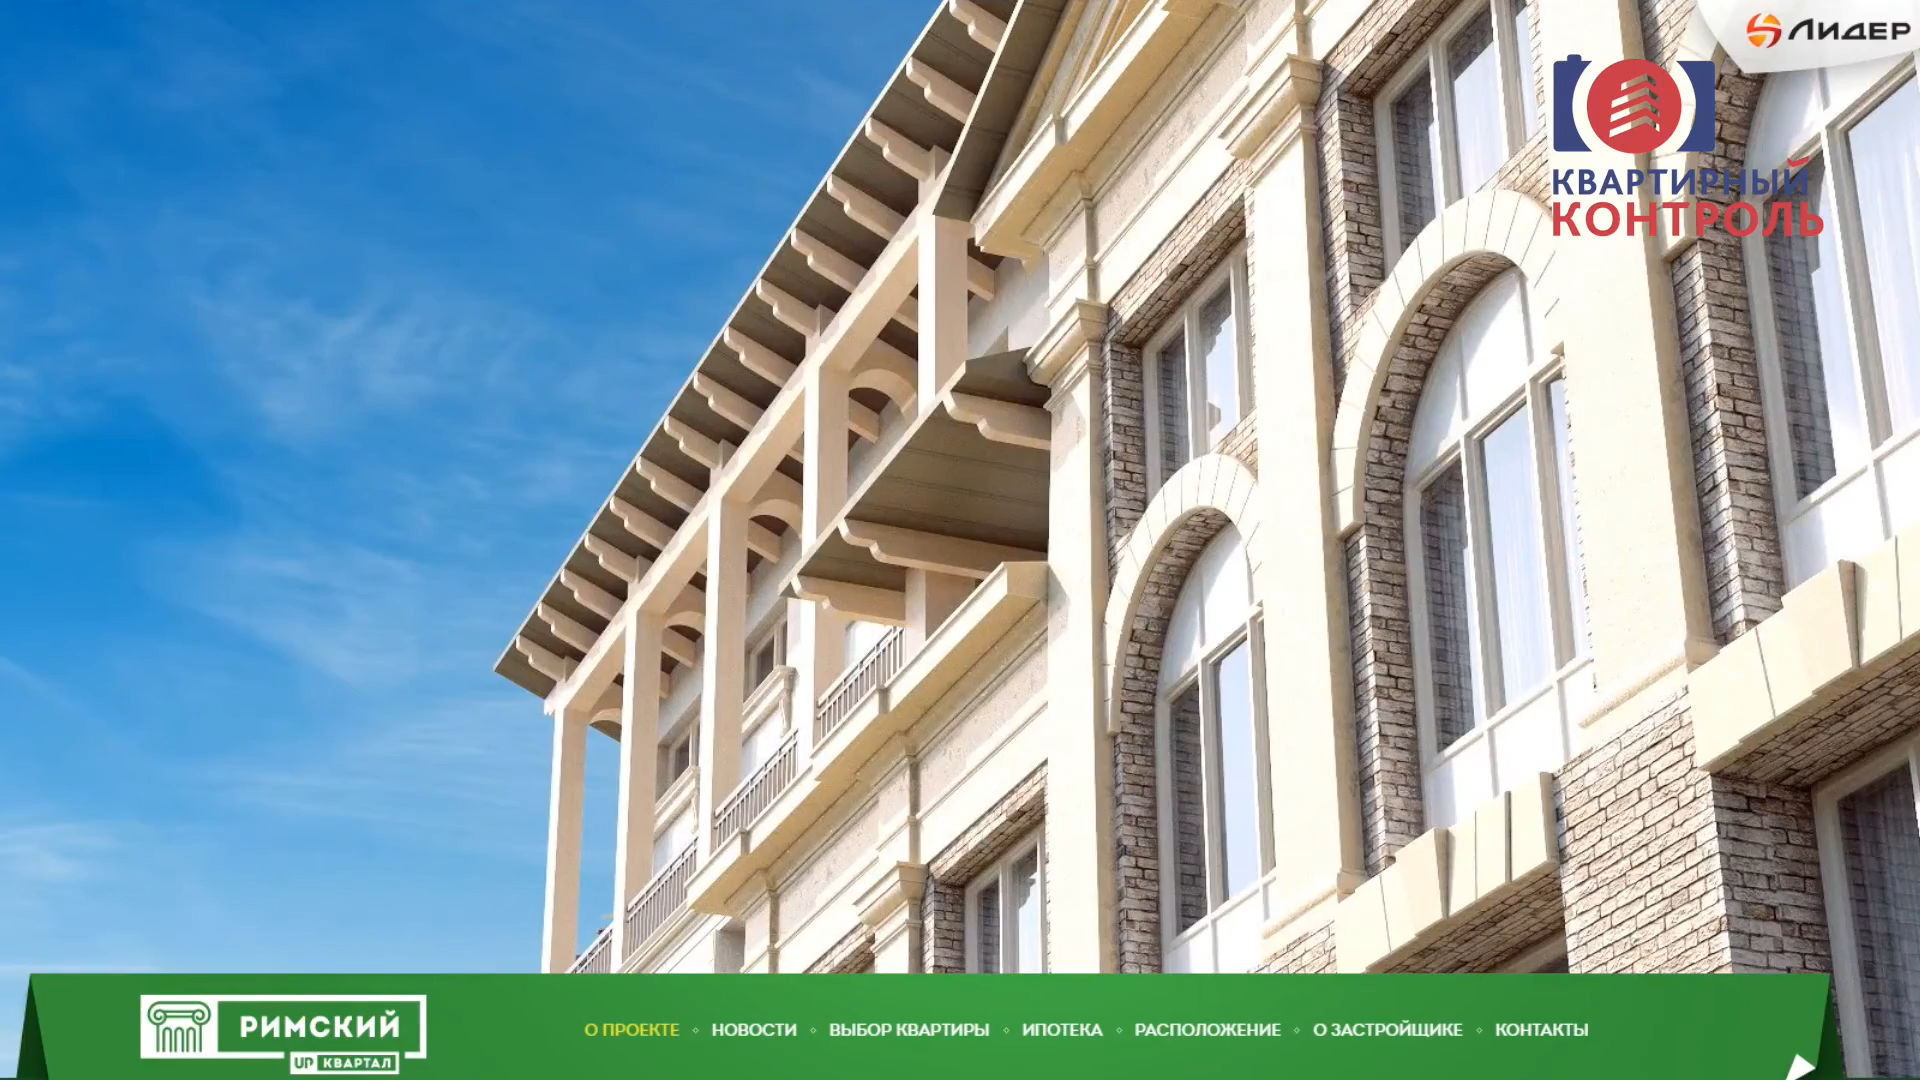 ЛИДЕР
КВАРТИРНЫЙ
КОНТРОЛЬ
РИМСКИЙ
UP КВАРТАЛ
О ПРОЕКТЕ ◦ НОВОСТИ ◦ ВЫБОР КВАРТИРЫ ◦ ИПОТЕКА ◦ РАСПОЛОЖЕНИЕ ◦ О ЗАСТРОЙЩИКЕ ◦ КОНТАКТЫ